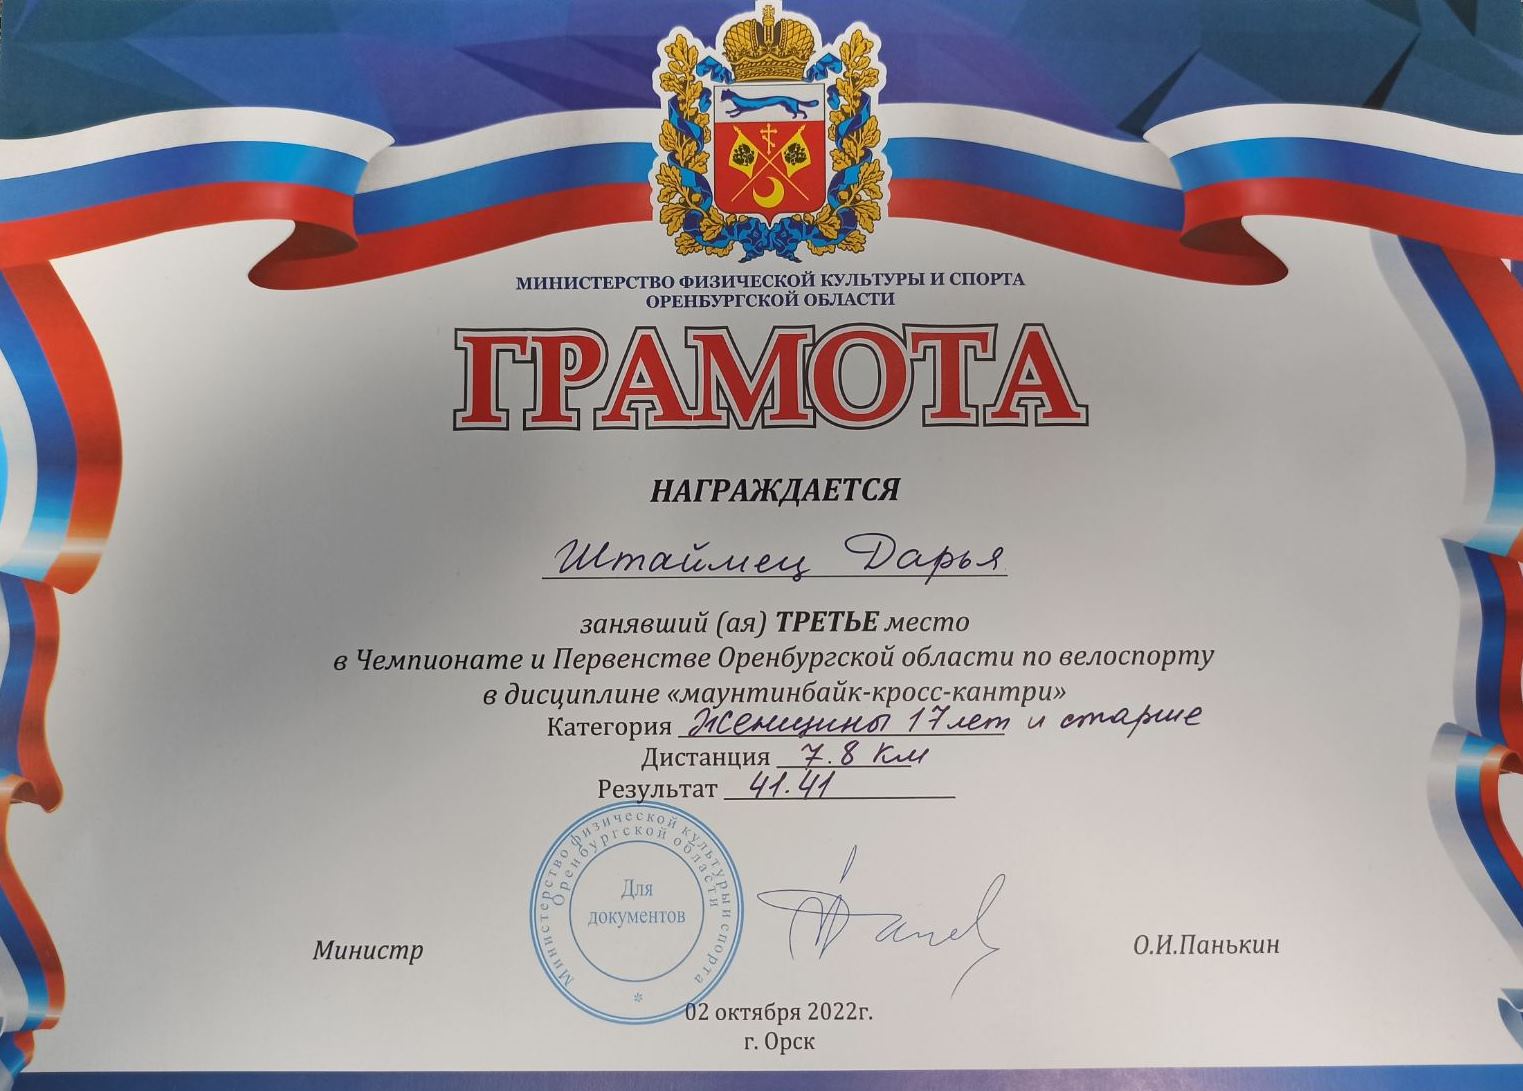 МИНИСТЕРСТВО ФИЗИЧЕСКОЙ КУЛЬТУРЫ И СПОРТА
ОРЕНБУРГСКОЙ ОБЛАСТИ
ГРАМОТА
НАГРАЖДАЕТСЯ
Штаймец Дарья
занявший (ая) ТРЕТЬЕ место
в Чемпионате и Первенстве Оренбургской области по велоспорту
в дисциплине «маунтинбайк-кросс-кантри»
Категория Женщины 17 лет и старше
Дистанция 7.8 км
Результат 41.41
Министерство физической культуры и спорта
Оренбургской области
Для
документов
Министр
О.И.Панькин
02 октября 2022г.
г. Орск